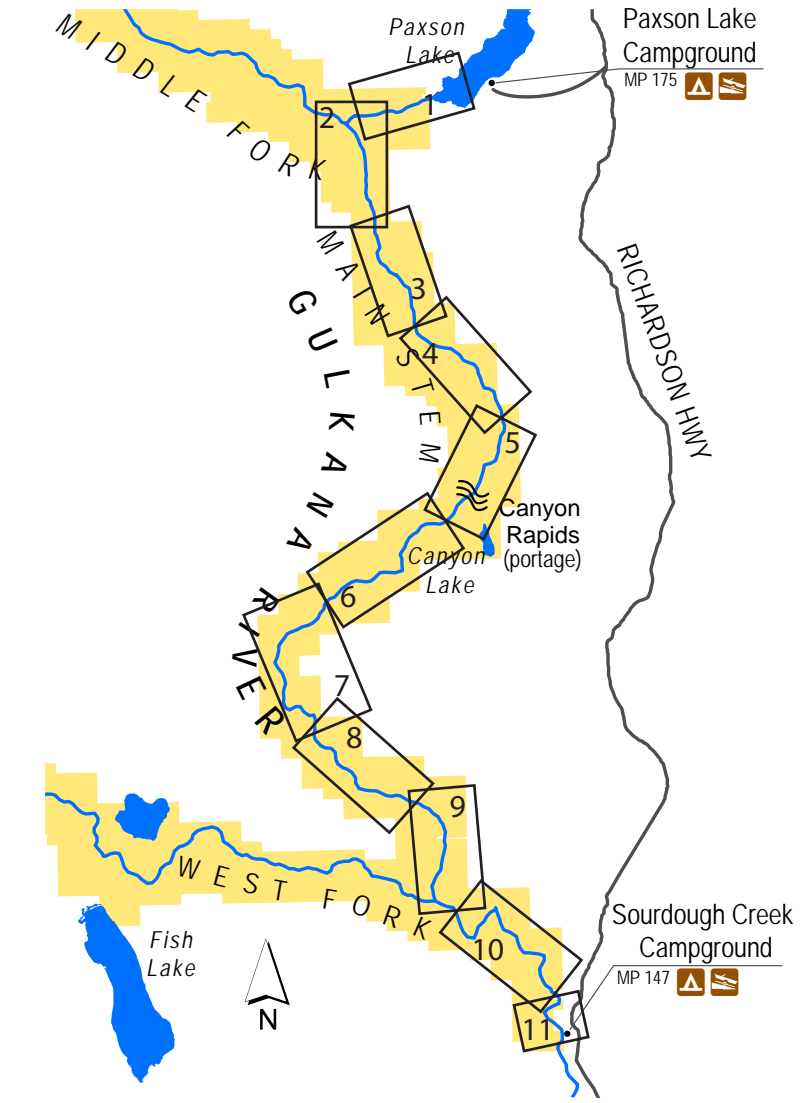 Paxson
Lake
Paxson Lake
Campground
MP 175
MIDDLE FORK
1
2
MAIN STEM
3
RICHARDSON HWY
GULKANA RIVER
4
5
Canyon
Rapids
(portage)
Canyon
Lake
6
7
8
9
WEST FORK
10
Sourdough Creek
Campground
MP 147
Fish
Lake
N
11